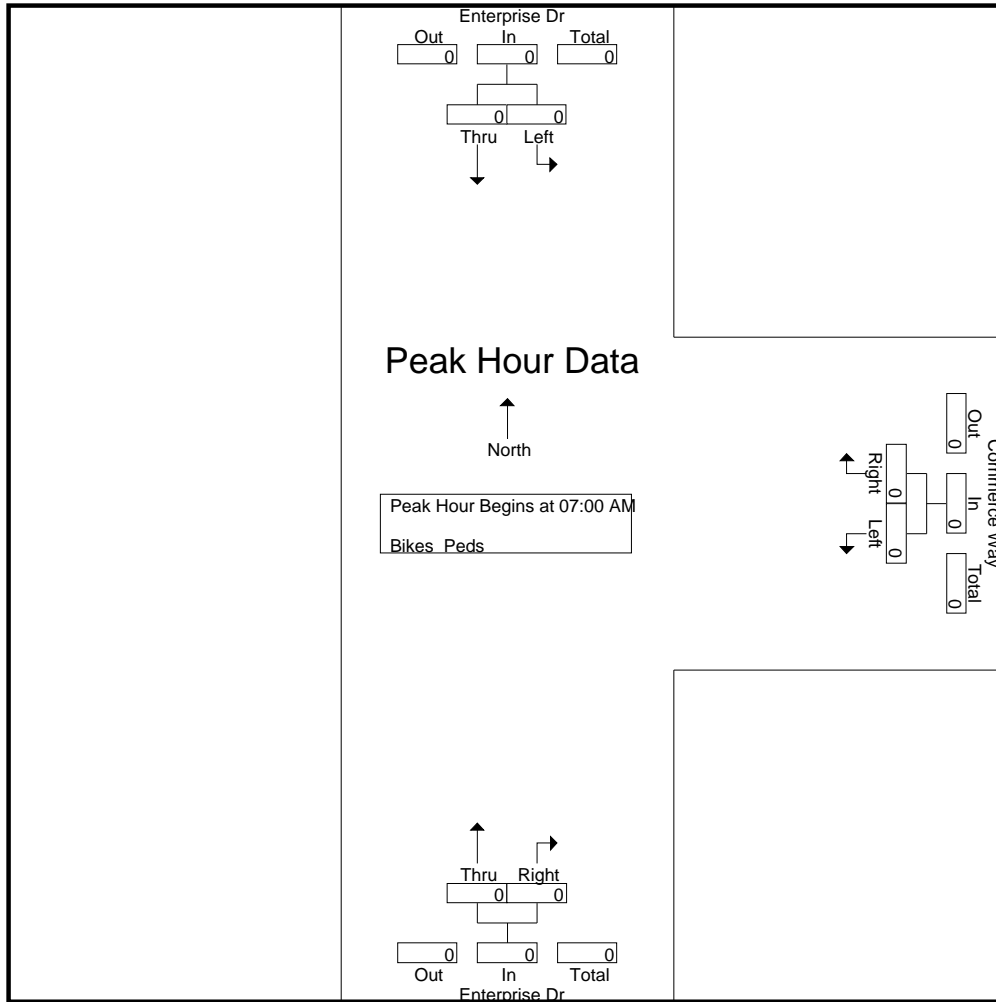 Enterprise Dr
Out In Total
0 0 0
0 0
Thru Left
Peak Hour Data
North
Peak Hour Begins at 07:00 AM
Bikes Peds
Commerce Way
Out In Total
0 0 0
Right Left
0 0
Thru Right
0 0
0 0 0
Out In Total
Enterprise Dr